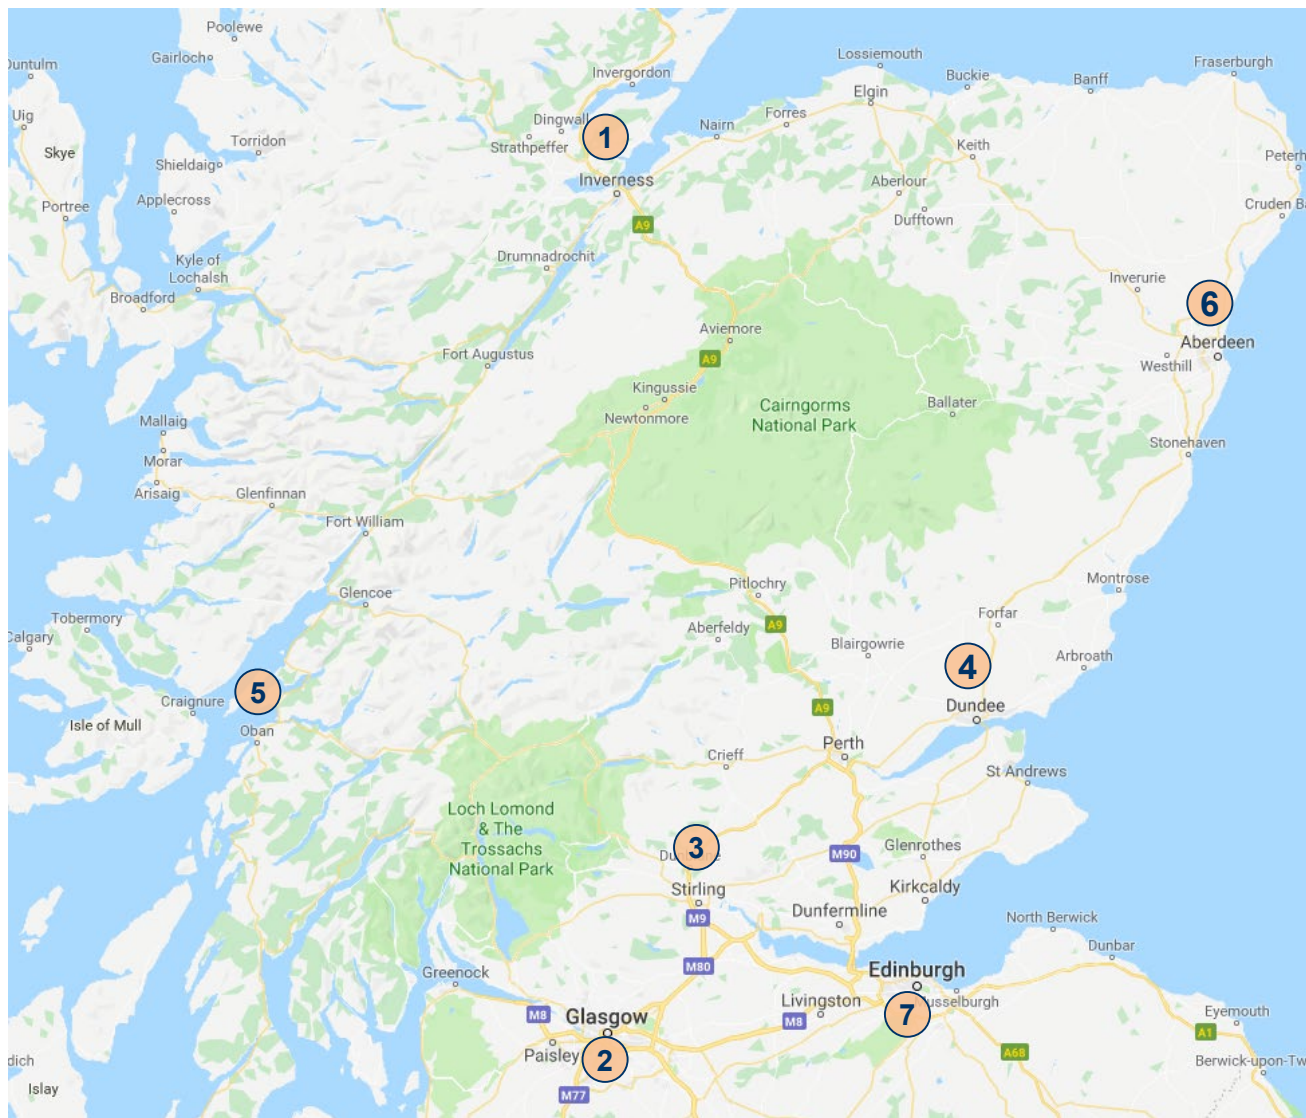 Poolewe
Gairloch
Duntulm
Lossiemouth
Fraserburgh
Invergordon
Buckie
Banff
Elgin
Uig
Dingwall
1
Forres
Nairn
Torridon
Strathpeffer
Keith
Skye
Shieldaig
Inverness
Aberlour
Applecross
Portree
Dufftown
A9
Kyle of
Lochalsh
Drumnadrochit
Inverurie
Broadford
6
Aviemore
Aberdeen
Fort Augustus
A9
Westhill
Kingussie
Newtonmore
Cairngorms
National Park
Ballater
Mallaig
Stonehaven
Morar
Arisaig
Glenfinnan
Fort William
Montrose
Pitlochry
Glencoe
Forfar
Tobermory
A9
Aberfeldy
Calgary
Blairgowrie
Arbroath
4
5
Craignure
Dundee
A9
Isle of Mull
Oban
Perth
Crieff
St Andrews
Loch Lomond
& The
Trossachs
National Park
3
Glenrothes
M90
Stirling
Kirkcaldy
Dunfermline
M9
North Berwick
Dunbar
M80
Edinburgh
Greenock
Livingston
7
Eyemouth
M8
Glasgow
M8
A1
Paisley
2
A68
Berwick-upon-Tw
Islay
M77